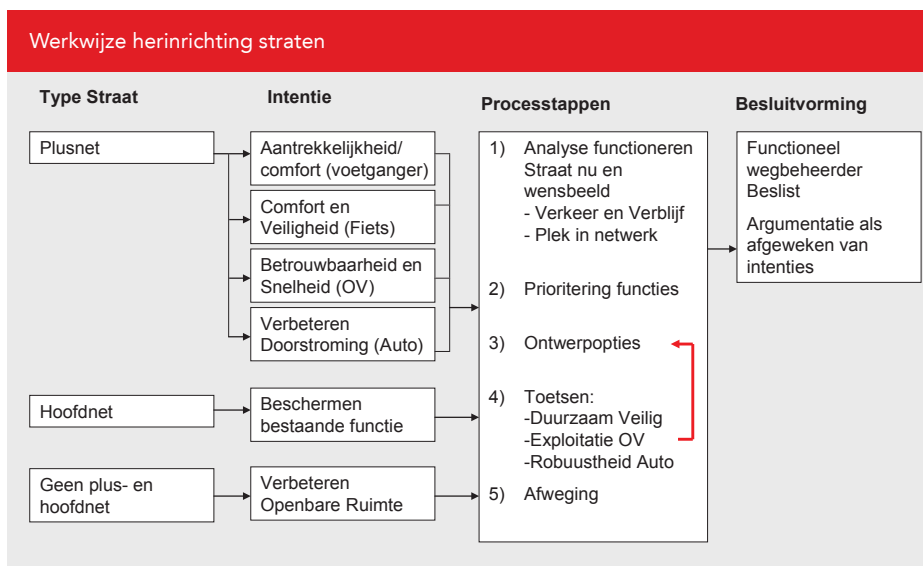 Werkwijze herinrichting straten
Type Straat
Plusnet
Hoofdnet
Geen plus- en
hoofdnet
Intentie
Aantrekkelijkheid/
comfort (voetganger)
Comfort en
Veiligheid (Fiets)
Betrouwbaarheid en
Snelheid (OV)
Verbeteren
Doorstroming (Auto)
Beschermen
bestaande functie
Verbeteren
Openbare Ruimte
Processtappen
1) Analyse functioneren
Straat nu en
wensbeeld
- Verkeer en Verblijf
- Plek in netwerk
2) Prioritering functies
3) Ontwerpopties
4) Toetsen:
-Duurzaam Veilig
-Exploitatie OV
-Robuustheid Auto
5) Afweging
Besluitvorming
Functioneel
wegbeheerder
Beslist
Argumentatie als
afgeweken van
intenties